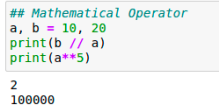 ## Mathematical Operator
a, b = 10, 20
print(b // a)
print(a**5)
2
100000